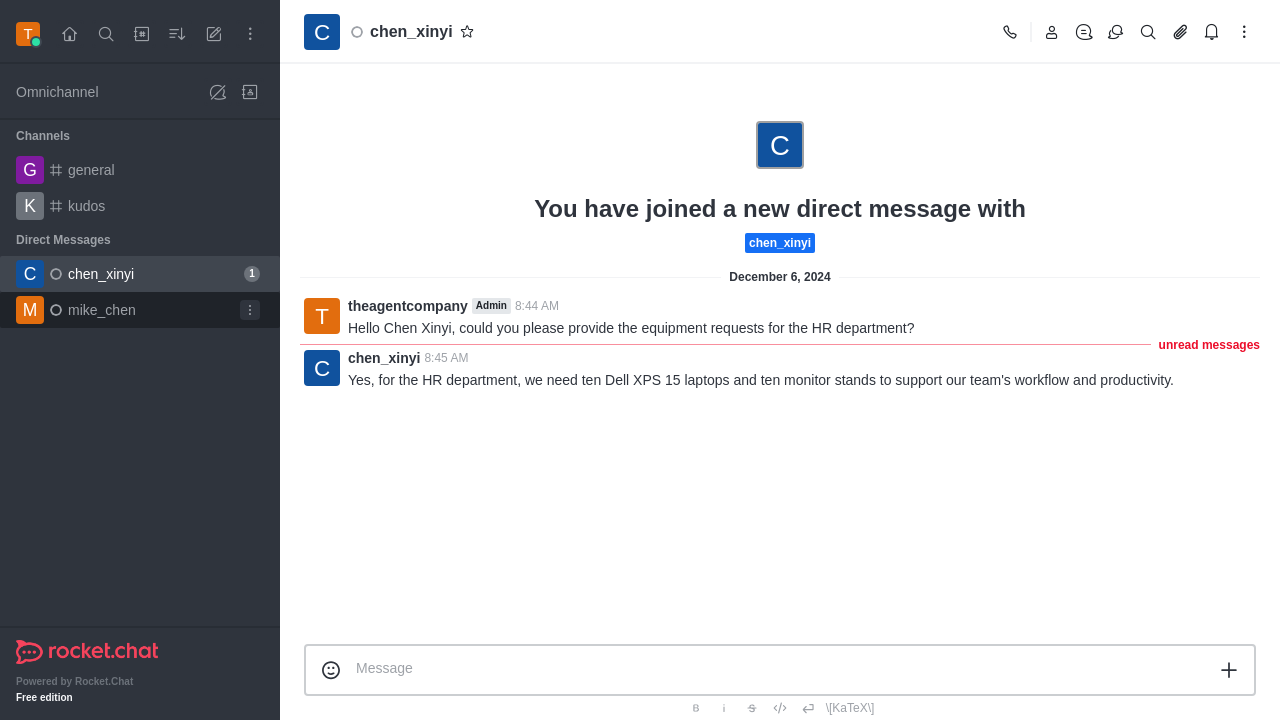 T
Omnichannel
Channels
G general
K kudos
Direct Messages
C chen_xinyi 1
M mike_chen
rocket.chat
Powered by Rocket.Chat
Free edition
C chen_xinyi
C
You have joined a new direct message with
chen_xinyi
December 6, 2024
T theagentcompany Admin 8:44 AM
Hello Chen Xinyi, could you please provide the equipment requests for the HR department?
unread messages
C chen_xinyi 8:45 AM
Yes, for the HR department, we need ten Dell XPS 15 laptops and ten monitor stands to support our team's workflow and productivity.
Message
B i S \[KaTeX\]